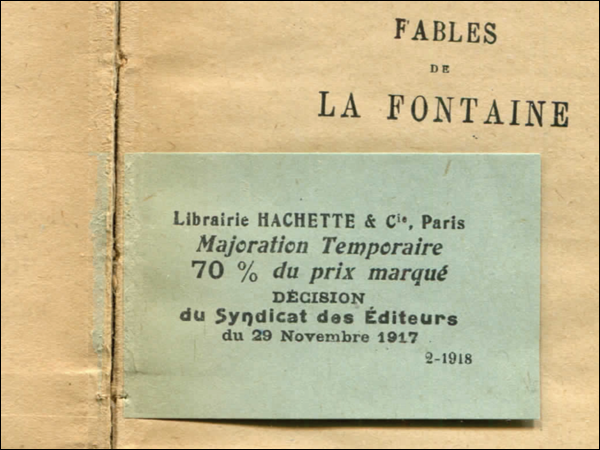 FABLES
DE
LA FONTAINE
Librairie HACHETTE & Cie, Paris
Majoration Temporaire
70 % du prix marqué
DÉCISION
du Syndicat des Éditeurs
du 29 Novembre 1917
2-1918